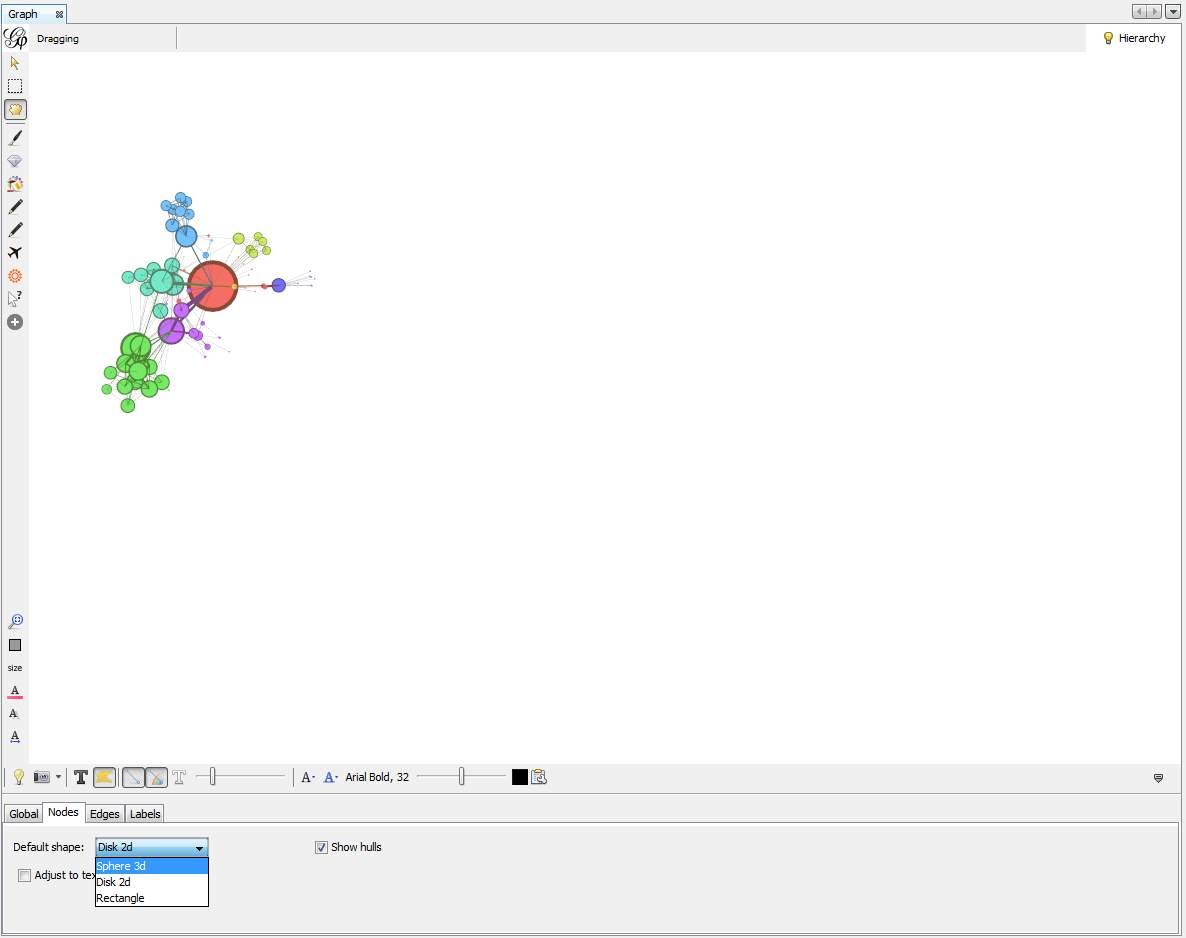 Graph
Dragging
Hierarchy
size
A
A
A
T
T
A
A
Arial Bold, 32
Global
Nodes
Edges
Labels
Default shape:
Disk 2d
Show hulls
Sphere 3d
Adjust to tex
Disk 2d
Rectangle